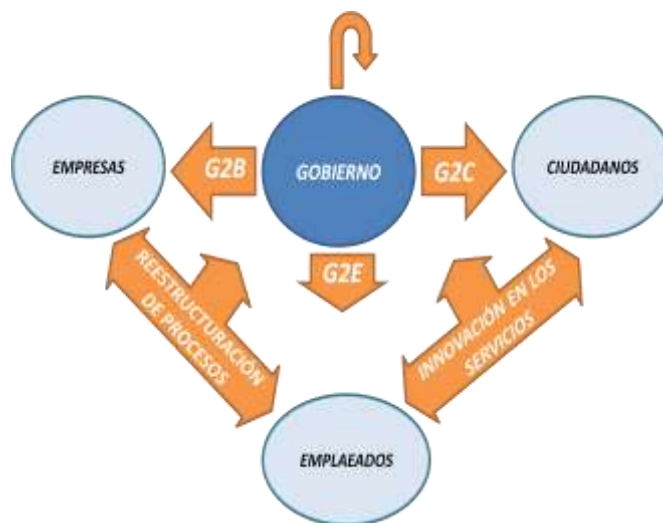 EMPRESAS
G2B
GOBIERNO
G2C
CIUDADANOS
G2E
REESTRUCTURACIÓN
DE PROCESOS
INNOVACIÓN EN LOS
SERVICIOS
EMPLAEADOS